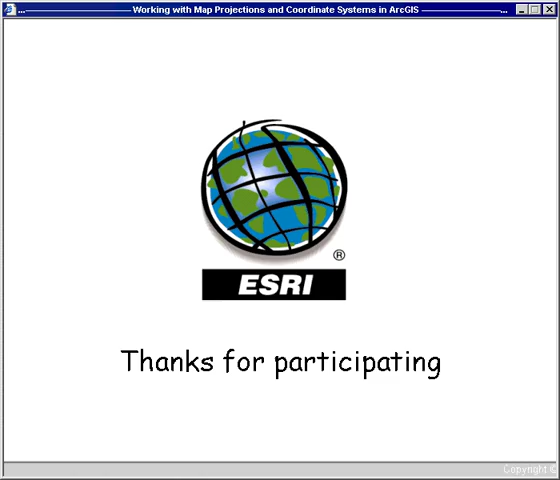 ... Working with Map Projections and Coordinate Systems in ArcGIS ...
®
ESRI
Thanks for participating
Copyright ©